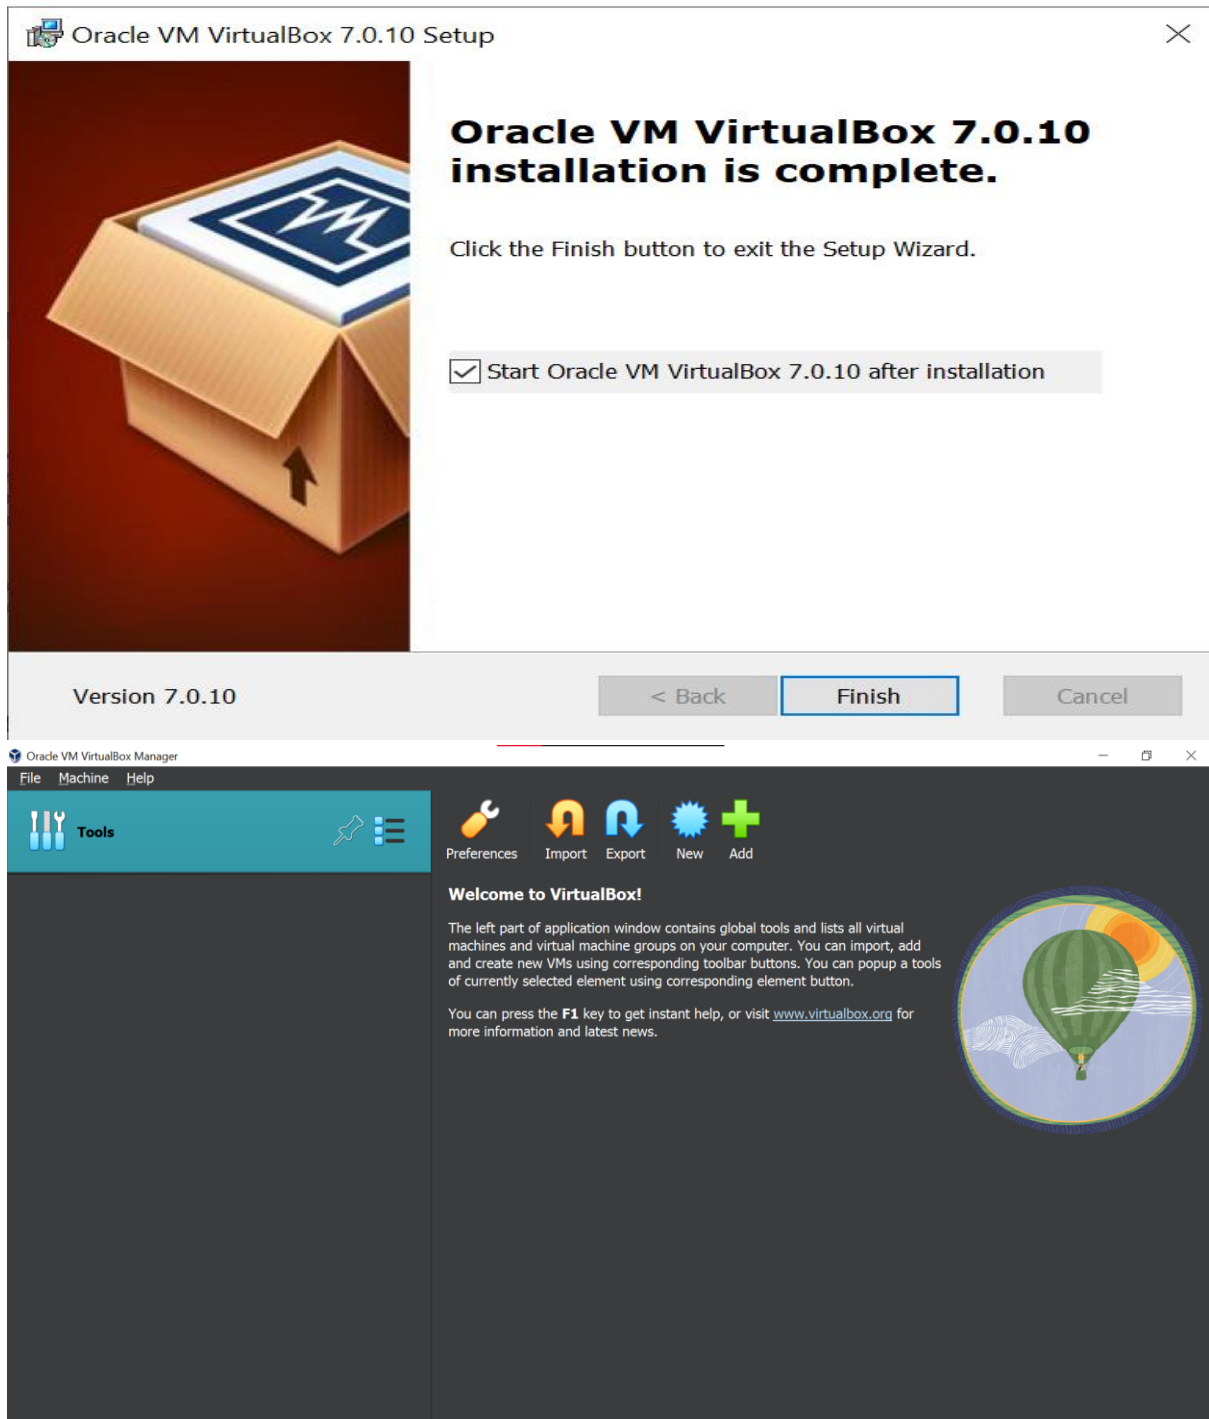 Oracle VM VirtualBox 7.0.10 Setup
Oracle VM VirtualBox 7.0.10
installation is complete.
Click the Finish button to exit the Setup Wizard.
Start Oracle VM VirtualBox 7.0.10 after installation
Version 7.0.10
< Back
Finish
Cancel
Oracle VM VirtualBox Manager
File Machine Help
Tools
Preferences Import Export New Add
Welcome to VirtualBox!
The left part of application window contains global tools and lists all virtual
machines and virtual machine groups on your computer. You can import, add
and create new VMs using corresponding toolbar buttons. You can popup a tools
of currently selected element using corresponding element button.
You can press the F1 key to get instant help, or visit www.virtualbox.org for
more information and latest news.